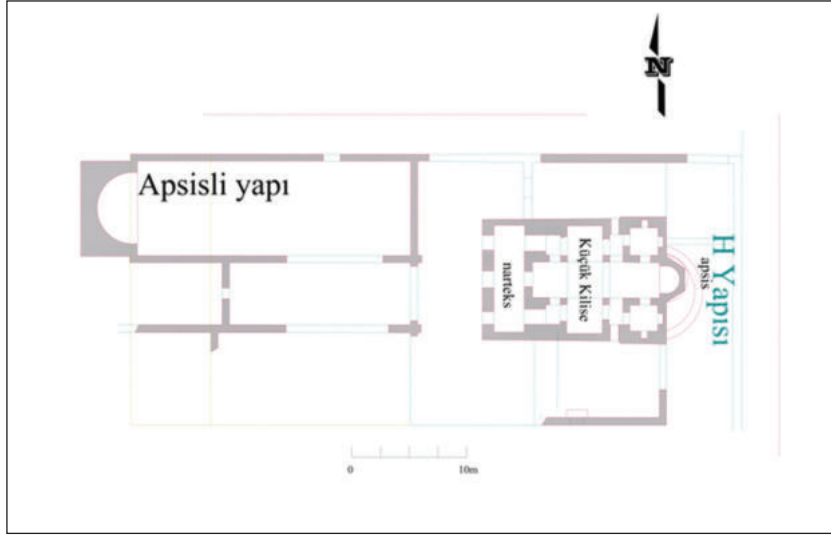 N
Apsisli yapı
narteks
Küçük Kilise
apsis
H Yapısı
0 10m